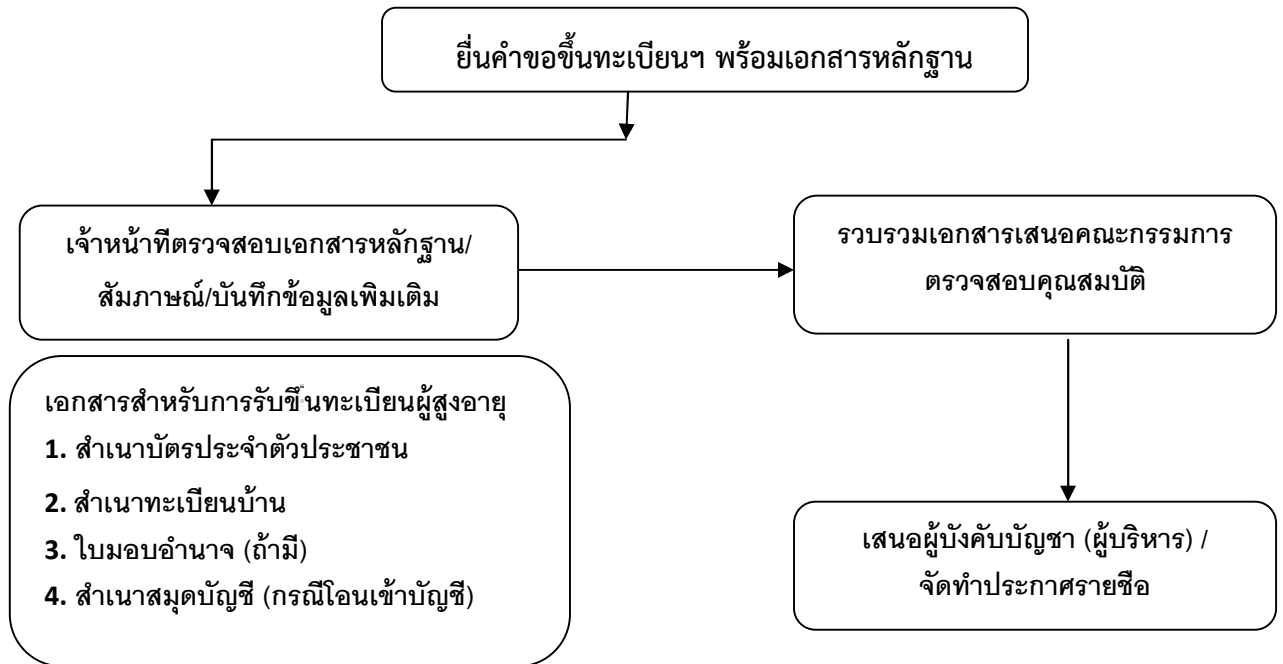 ยื่นคำขอขึ้นทะเบียนฯ พร้อมเอกสารหลักฐาน
เจ้าหน้าที่ตรวจสอบเอกสารหลักฐาน/
สัมภาษณ์/บันทึกข้อมูลเพิ่มเติม
รวบรวมเอกสารเสนอคณะกรรมการ
ตรวจสอบคุณสมบัติ
เอกสารสำหรับการรับขึ้นทะเบียนผู้สูงอายุ
1. สำเนาบัตรประจำตัวประชาชน
2. สำเนาทะเบียนบ้าน
3. ใบมอบอำนาจ (ถ้ามี)
4. สำเนาสมุดบัญชี (กรณีโอนเข้าบัญชี)
เสนอผู้บังคับบัญชา (ผู้บริหาร) /
จัดทำประกาศรายชื่อ